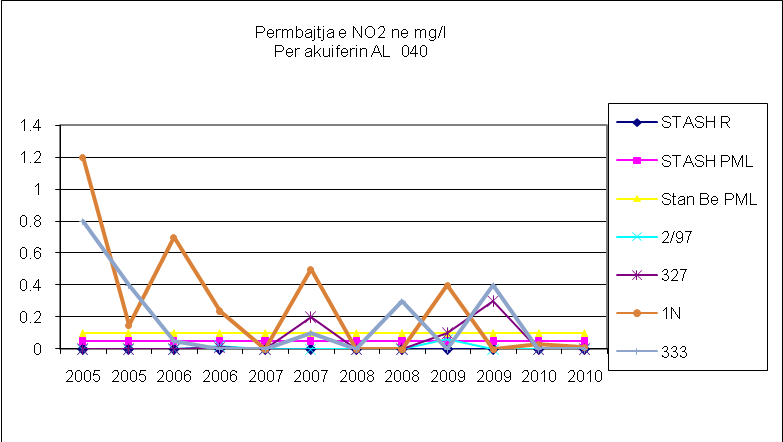 Permbajtja e NO2 ne mg/l
Per akuiferin AL 040
1.4
1.2
1
0.8
0.6
0.4
0.2
0
2005 2005 2006 2006 2007 2007 2008 2008 2009 2009 2010 2010
STASH R
STASH PML
Stan Be PML
2/97
327
1N
333